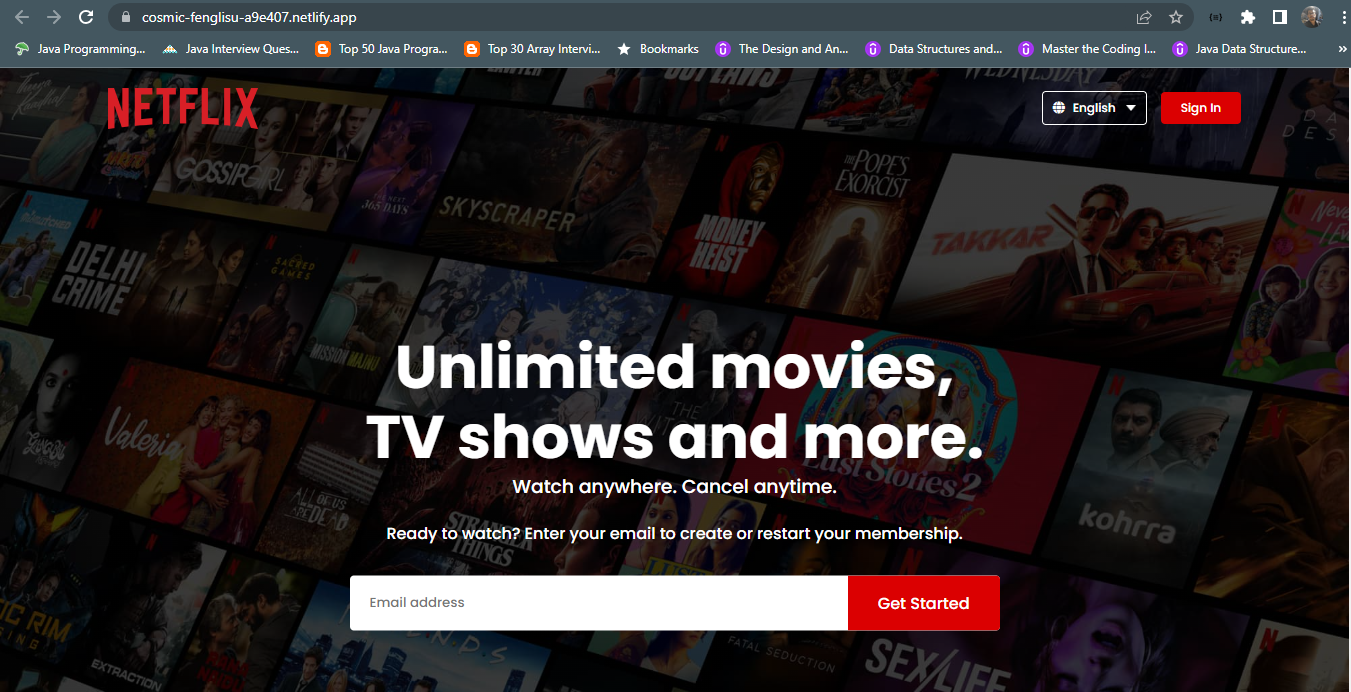 cosmic-fenglisu-a9e407.netlify.app
Java Programming... Java Interview Ques... Top 50 Java Progra... Top 30 Array Intervi... Bookmarks The Design and An... Data Structures and... Master the Coding I... Java Data Structure... »
NETFLIX
English
Sign In
WEDNESDAY
OUTLAWS
GOSSIP GIRL
365 DAYS
SKYSCRAPER
MONEY HEIST
THE POPE'S EXORCIST
TAKKAR
DELHI CRIME
SACRED GAMES
MISSION MAJNU
Unlimited movies,
TV shows and more.
Watch anywhere. Cancel anytime.
Valeria
ALL OF US ARE DEAD
STRANGER THINGS
Lust Stories 2
kohrra
Ready to watch? Enter your email to create or restart your membership.
Email address
Get Started
EXTRACTION
FATAL SEDUCTION
SEX/LIFE